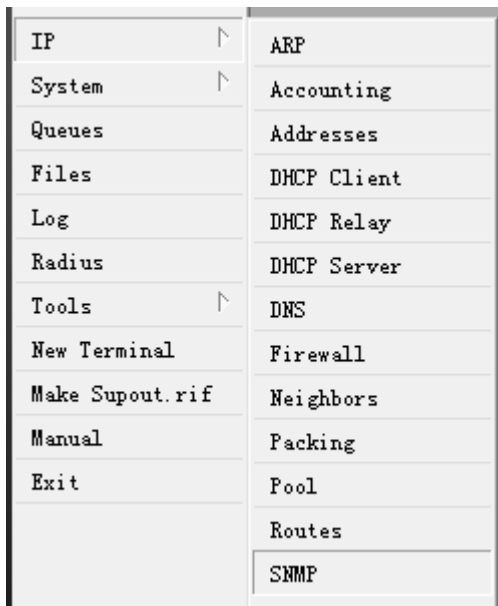 IP
System
Queues
Files
Log
Radius
Tools
New Terminal
Make Supout.rif
Manual
Exit
ARP
Accounting
Addresses
DHCP Client
DHCP Relay
DHCP Server
DNS
Firewall
Neighbors
Packing
Pool
Routes
SNMP